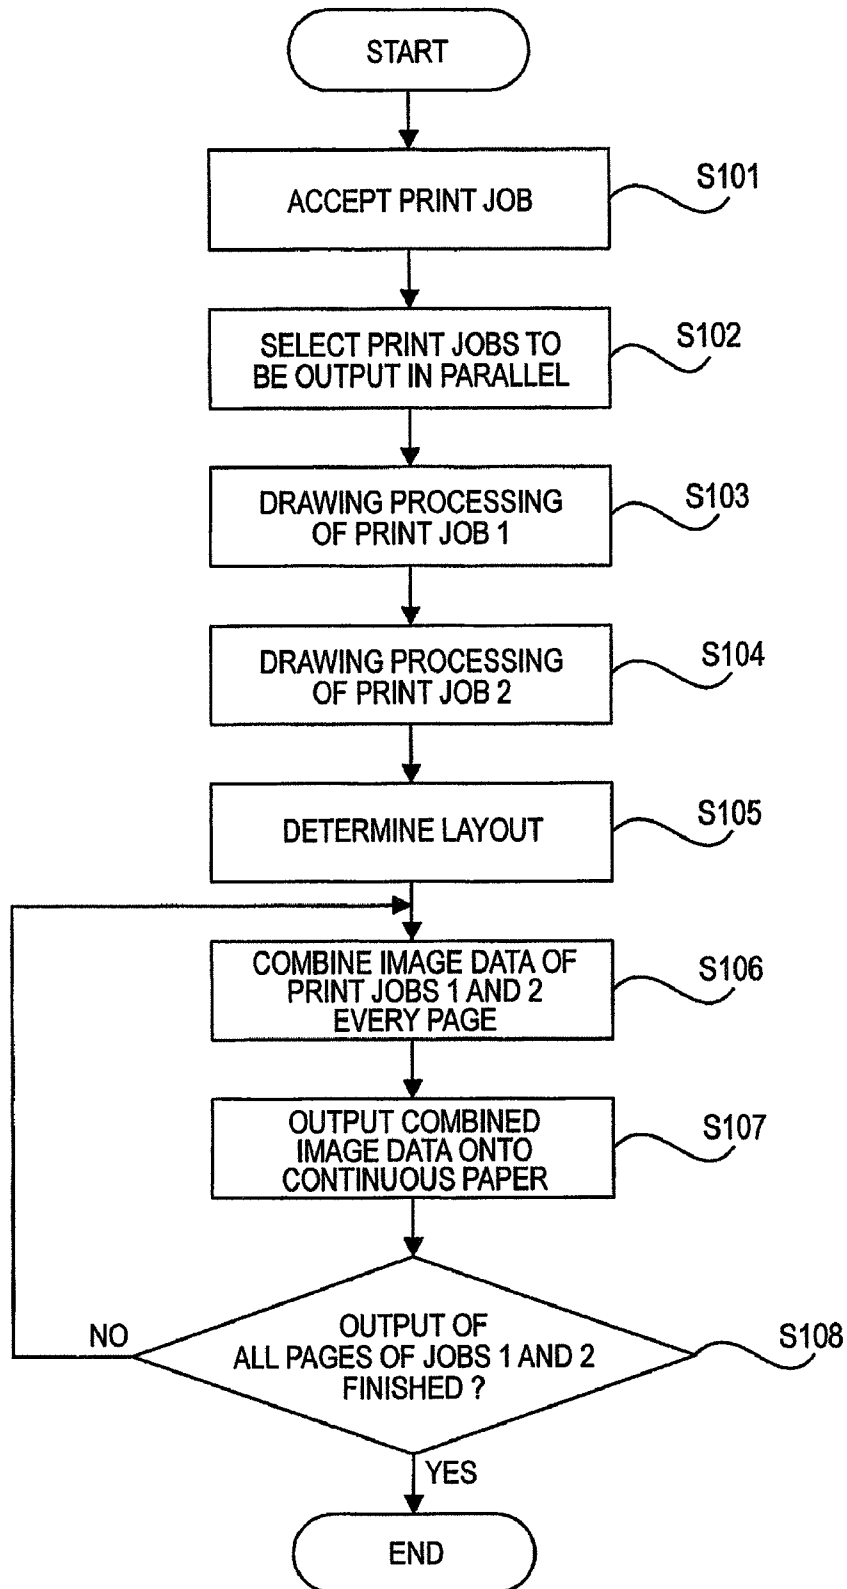 START
ACCEPT PRINT JOB
S101
SELECT PRINT JOBS TO
BE OUTPUT IN PARALLEL
S102
DRAWING PROCESSING
OF PRINT JOB 1
S103
DRAWING PROCESSING
OF PRINT JOB 2
S104
DETERMINE LAYOUT
S105
COMBINE IMAGE DATA OF
PRINT JOBS 1 AND 2
EVERY PAGE
S106
OUTPUT COMBINED
IMAGE DATA ONTO
CONTINUOUS PAPER
S107
NO
OUTPUT OF
ALL PAGES OF JOBS 1 AND 2
FINISHED ?
S108
YES
END